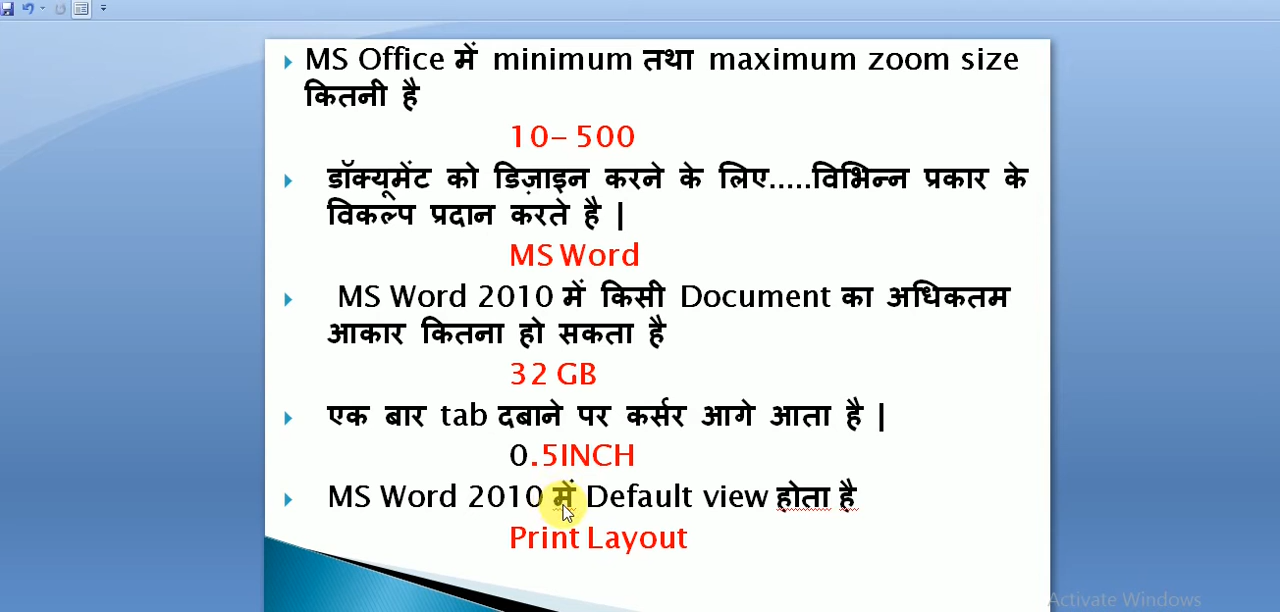 MS Office में minimum तथा maximum zoom size
कितनी है
10– 500
डॉक्यूमेंट को डिज़ाइन करने के लिए.....विभिन्न प्रकार के
विकल्प प्रदान करते है |
MS Word
MS Word 2010 में किसी Document का अधिकतम
आकार कितना हो सकता है
32 GB
एक बार tab दबाने पर कर्सर आगे आता है |
0.5INCH
MS Word 2010 में Default view होता है
Print Layout
Activate Windows